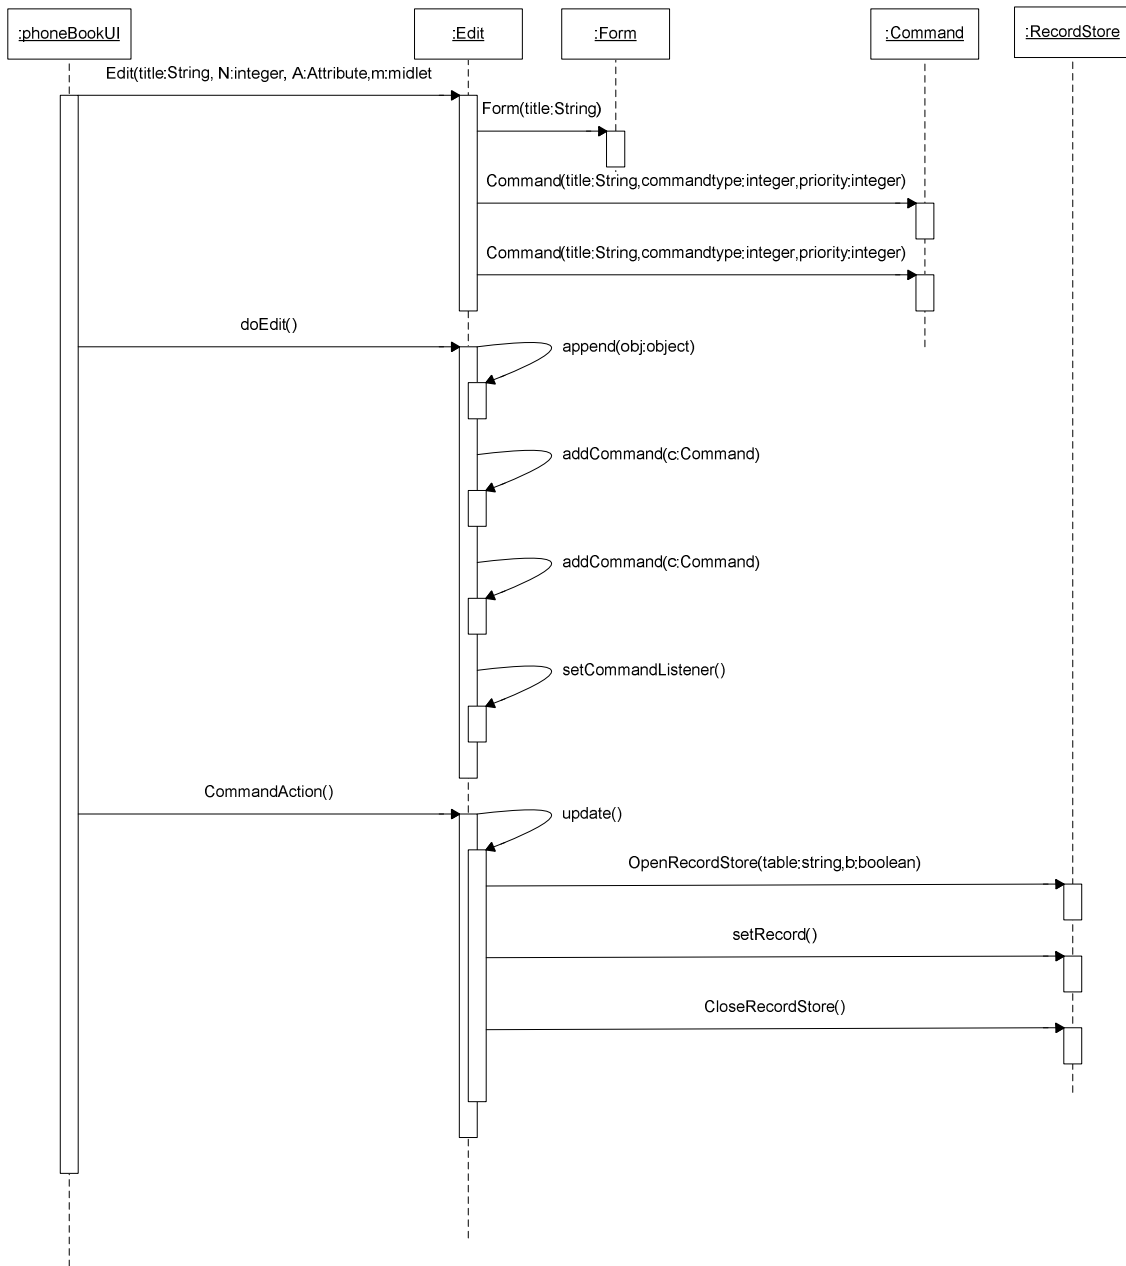 :phoneBookUI
:Edit
:Form
:Command
:RecordStore
Edit(title:String, N:integer, A:Attribute,m:midlet
Form(title:String)
Command(title:String,commandtype:integer,priority:integer)
Command(title:String,commandtype:integer,priority:integer)
doEdit()
append(obj:object)
addCommand(c:Command)
addCommand(c:Command)
setCommandListener()
CommandAction()
update()
OpenRecordStore(table:string,b:boolean)
setRecord()
CloseRecordStore()